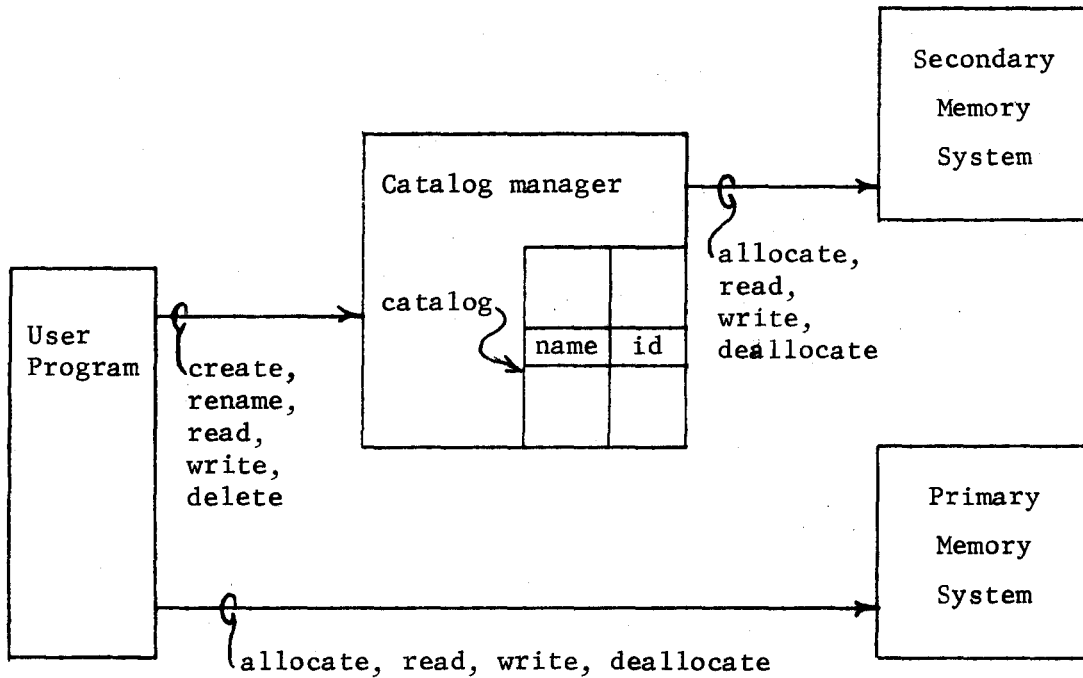 Secondary
Memory
System
Catalog manager
catalog
name id
allocate,
read,
write,
deallocate
User
Program
create,
rename,
read,
write,
delete
Primary
Memory
System
allocate, read, write, deallocate